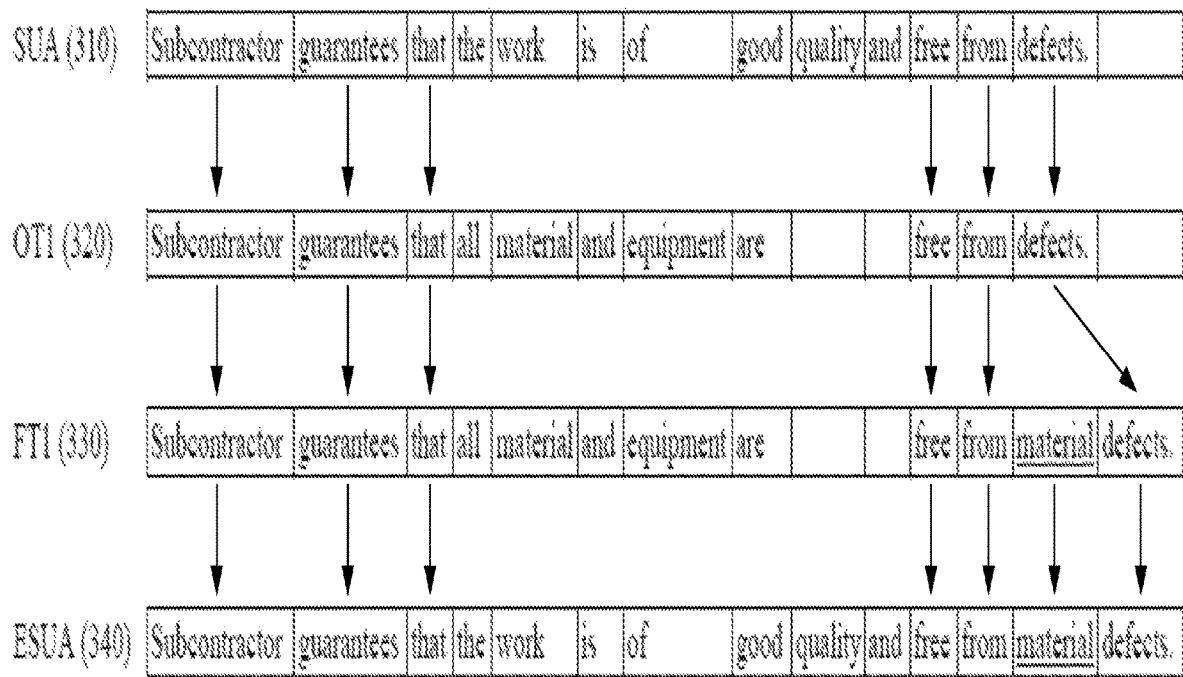 SUA (310) Subcontractor guarantees that the work is of good quality and free from defects.
OT1 (320) Subcontractor guarantees that all material and equipment are free from defects.
FT1 (330) Subcontractor guarantees that all material and equipment are free from material defects.
ESUA (340) Subcontractor guarantees that the work is of good quality and free from material defects.